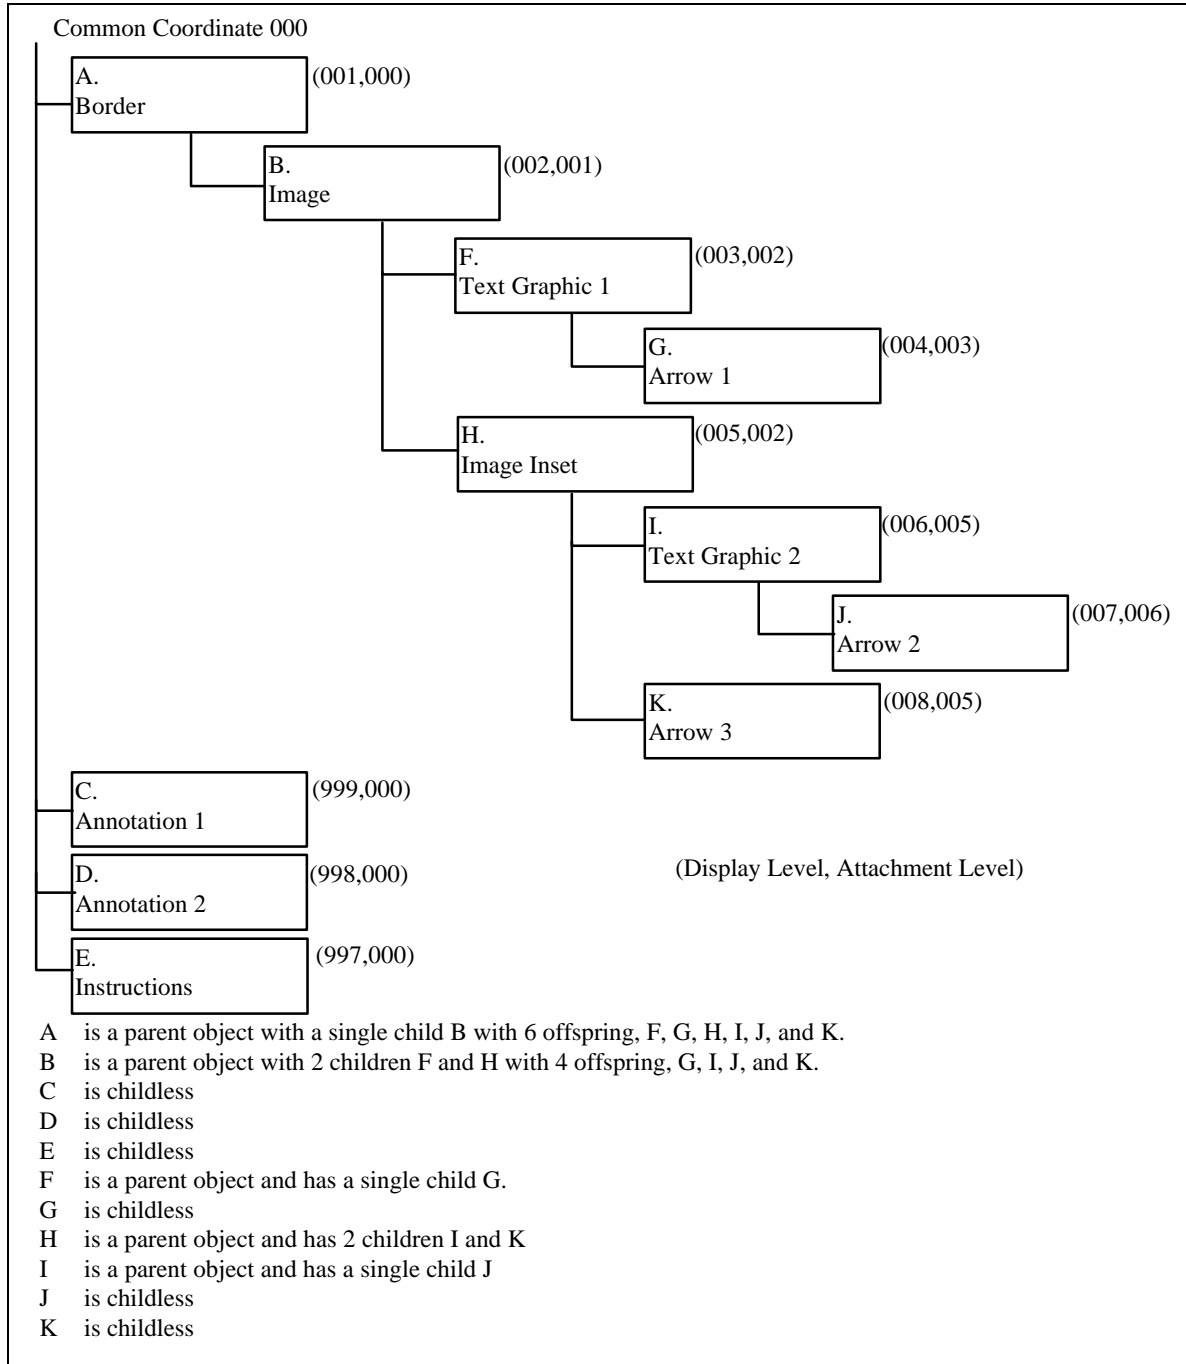 Common Coordinate 000
A.
Border
(001,000)
B.
Image
(002,001)
F.
Text Graphic 1
(003,002)
G.
Arrow 1
(004,003)
H.
Image Inset
(005,002)
I.
Text Graphic 2
(006,005)
J.
Arrow 2
(007,006)
K.
Arrow 3
(008,005)
C.
Annotation 1
(999,000)
D.
Annotation 2
(998,000)
(Display Level, Attachment Level)
E.
Instructions
(997,000)
A is a parent object with a single child B with 6 offspring, F, G, H, I, J, and K.
B is a parent object with 2 children F and H with 4 offspring, G, I, J, and K.
C is childless
D is childless
E is childless
F is a parent object and has a single child G.
G is childless
H is a parent object and has 2 children I and K
I is a parent object and has a single child J
J is childless
K is childless